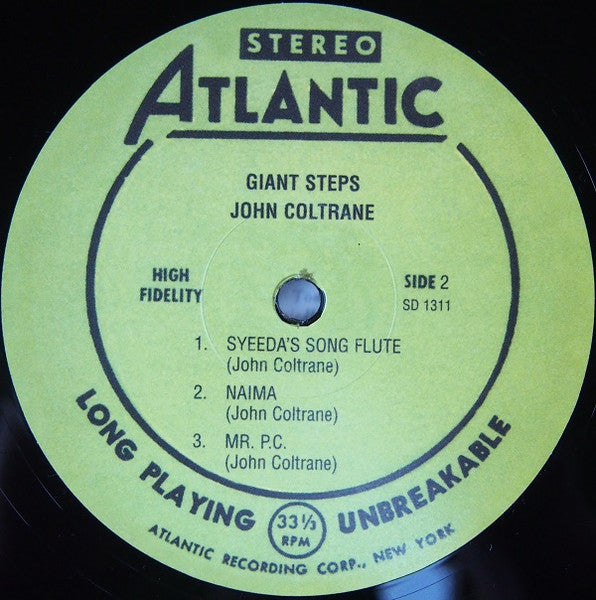 STEREO
ATLANTIC
GIANT STEPS
JOHN COLTRANE
HIGH
FIDELITY
SIDE 2
SD 1311
1. SYEEDA'S SONG FLUTE
(John Coltrane)
2. NAIMA
(John Coltrane)
3. MR. P.C.
(John Coltrane)
LONG PLAYING 33⅓ RPM UNBREAKABLE
ATLANTIC RECORDING CORP., NEW YORK